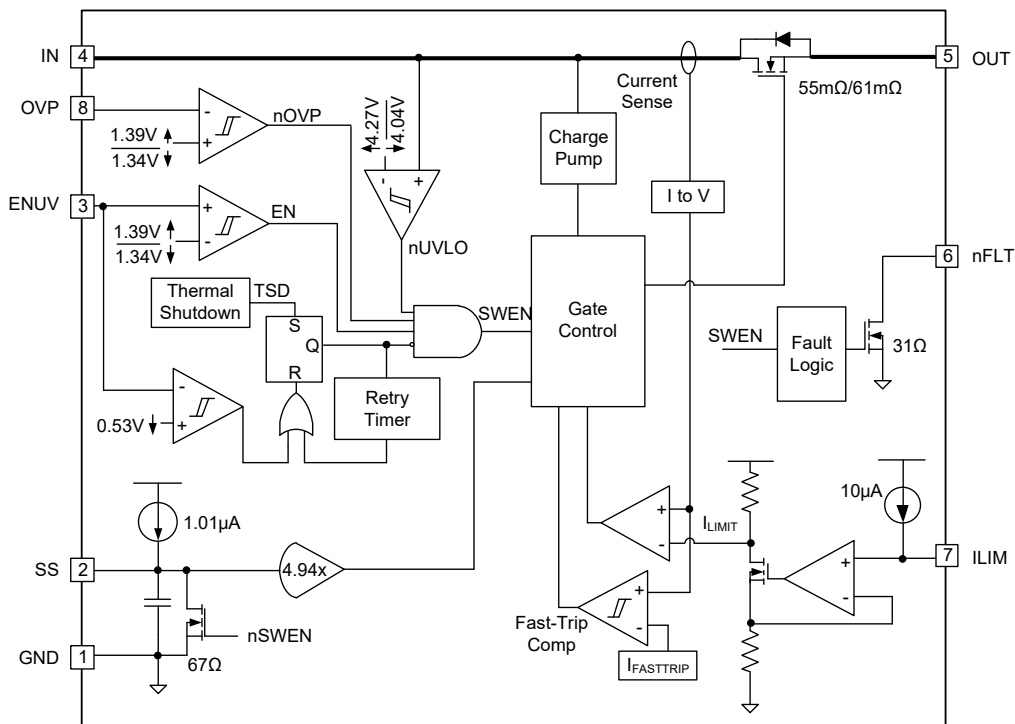 IN
4
5
OUT
Current
Sense
55mΩ/61mΩ
OVP
8
-
+
nOVP
1.39V
1.34V
4.27V
4.04V
-
+
Charge
Pump
I to V
ENUV
3
+
-
EN
1.39V
1.34V
nUVLO
6
nFLT
Thermal
Shutdown
TSD
S
Q
R
SWEN
Gate
Control
SWEN
Fault
Logic
31Ω
-
+
0.53V
Retry
Timer
1.01µA
10µA
+
-
ILIMIT
SS
2
4.94x
7
ILIM
+
-
+
-
Fast-Trip
Comp
nSWEN
IFASTTRIP
GND
1
67Ω